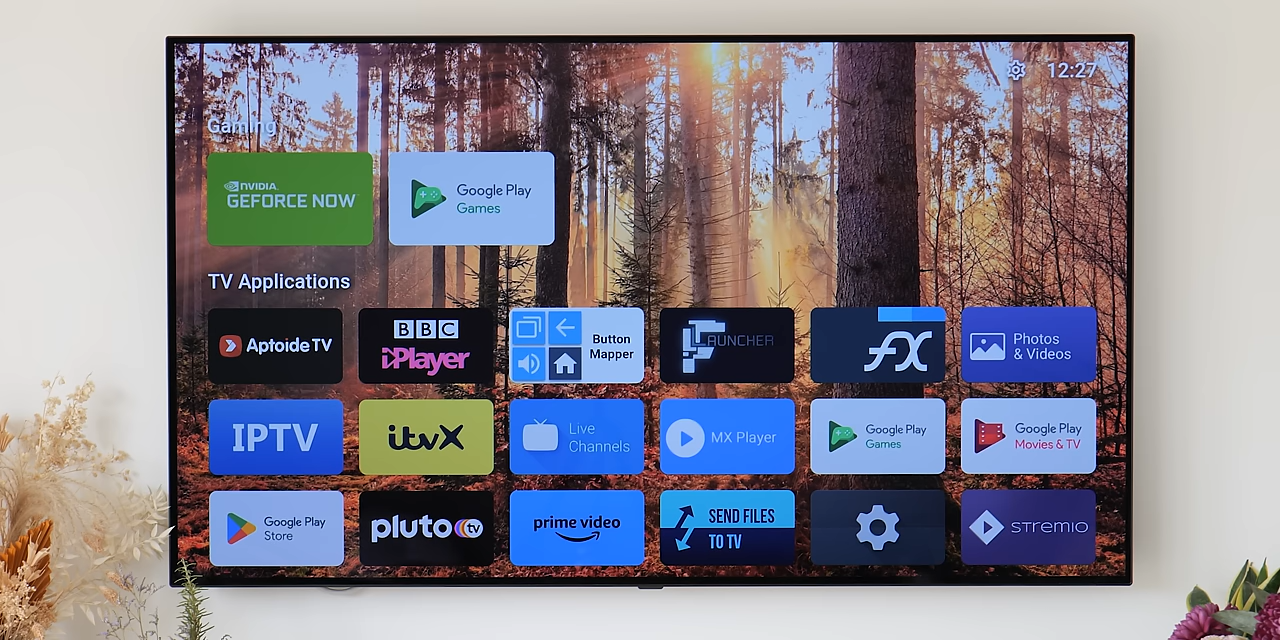 12:27
Gaming
NVIDIA
GEFORCE NOW
Google Play
Games
TV Applications
Aptoide TV
BBC
iPlayer
Button
Mapper
LAUNCHER
FX
Photos
& Videos
IPTV
itvX
Live
Channels
MX Player
Google Play
Games
Google Play
Movies & TV
Google Play
Store
pluto tv
prime video
SEND FILES
TO TV
STREMIO